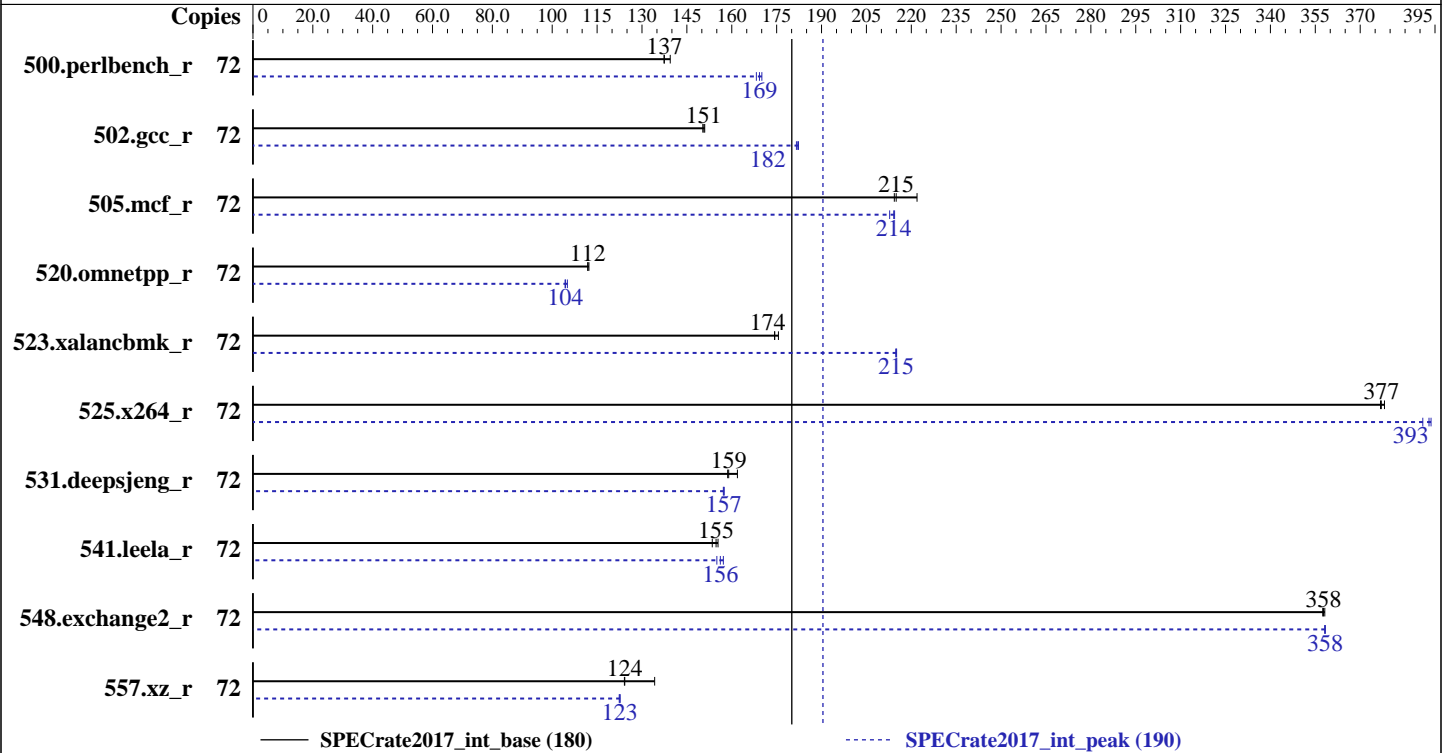 Copies 0 20.0 40.0 60.0 80.0 100 115 130 145 160 175 190 205 220 235 250 265 280 295 310 325 340 355 370 395
500.perlbench_r 72 137
169
502.gcc_r 72 151
182
505.mcf_r 72 215
214
520.omnetpp_r 72 112
104
523.xalancbmk_r 72 174
215
525.x264_r 72 377
393
531.deepsjeng_r 72 159
157
541.leela_r 72 155
156
548.exchange2_r 72 358
358
557.xz_r 72 124
123
SPECrate2017_int_base (180) SPECrate2017_int_peak (190)